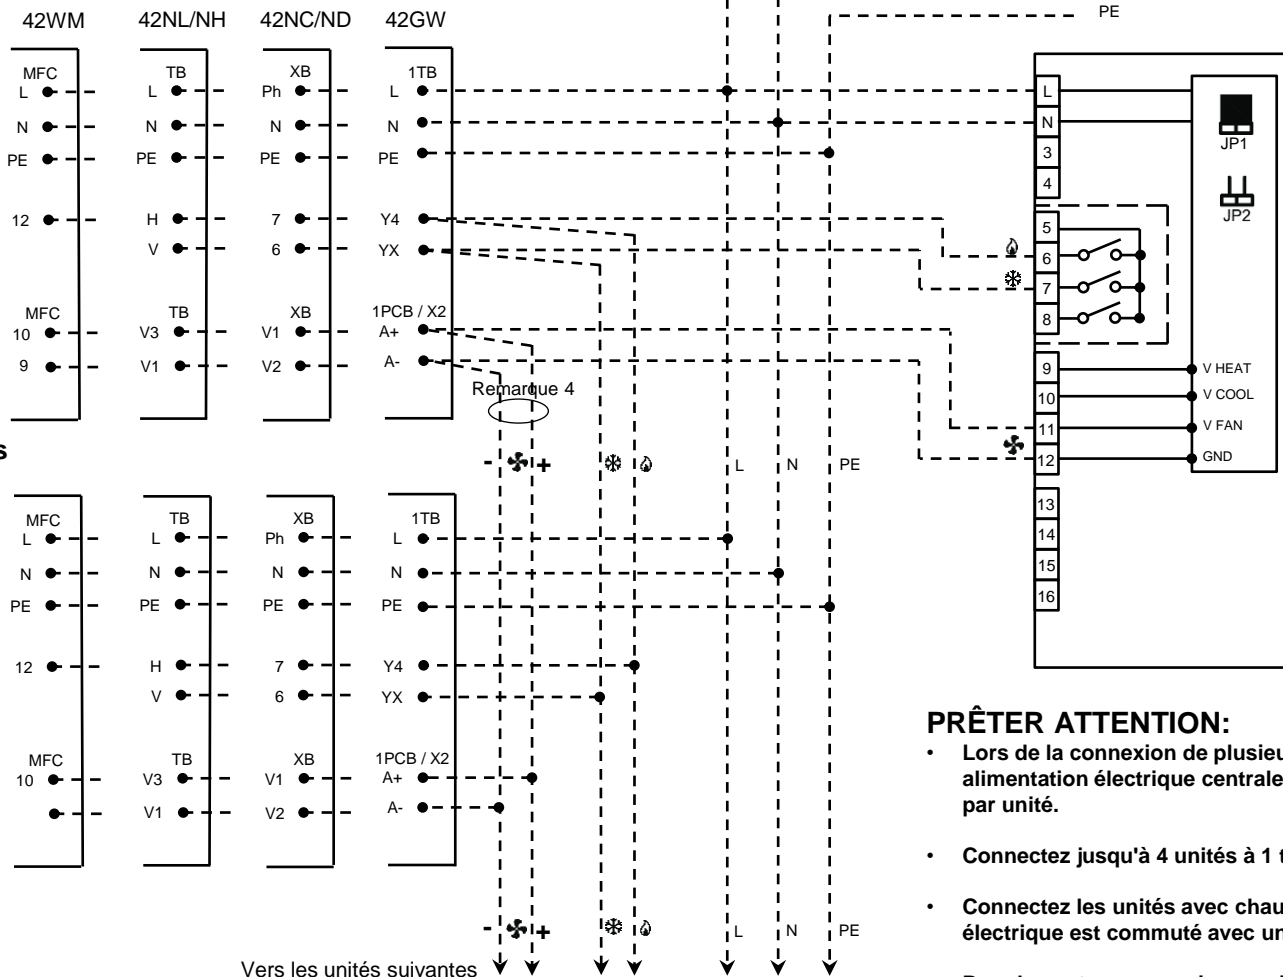 42WM 42NL/NH 42NC/ND 42GW PE
MFC TB XB 1TB
L L Ph L L
N N N N N JP1
PE PE PE PE 3
4 JP2
12 H 7 Y4 5
V 6 YX 6
7
MFC TB XB 1PCB / X2 8
10 V3 V1 A+
9 V1 V2 A- 9 V HEAT
Remarque 4 10 V COOL
11 V FAN
s - + L N PE 12 GND
MFC TB XB 1TB 13
L L Ph L 14
N N N N 15
PE PE PE PE 16
12 H 7 Y4
V 6 YX
MFC TB XB 1PCB / X2
10 V3 V1 A+
V1 V2 A-
- + L N PE
Vers les unités suivantes
PRÊTER ATTENTION:
• Lors de la connexion de plusieu
alimentation électrique centrale
par unité.
• Connectez jusqu'à 4 unités à 1 t
• Connectez les unités avec chau
électrique est commuté avec un